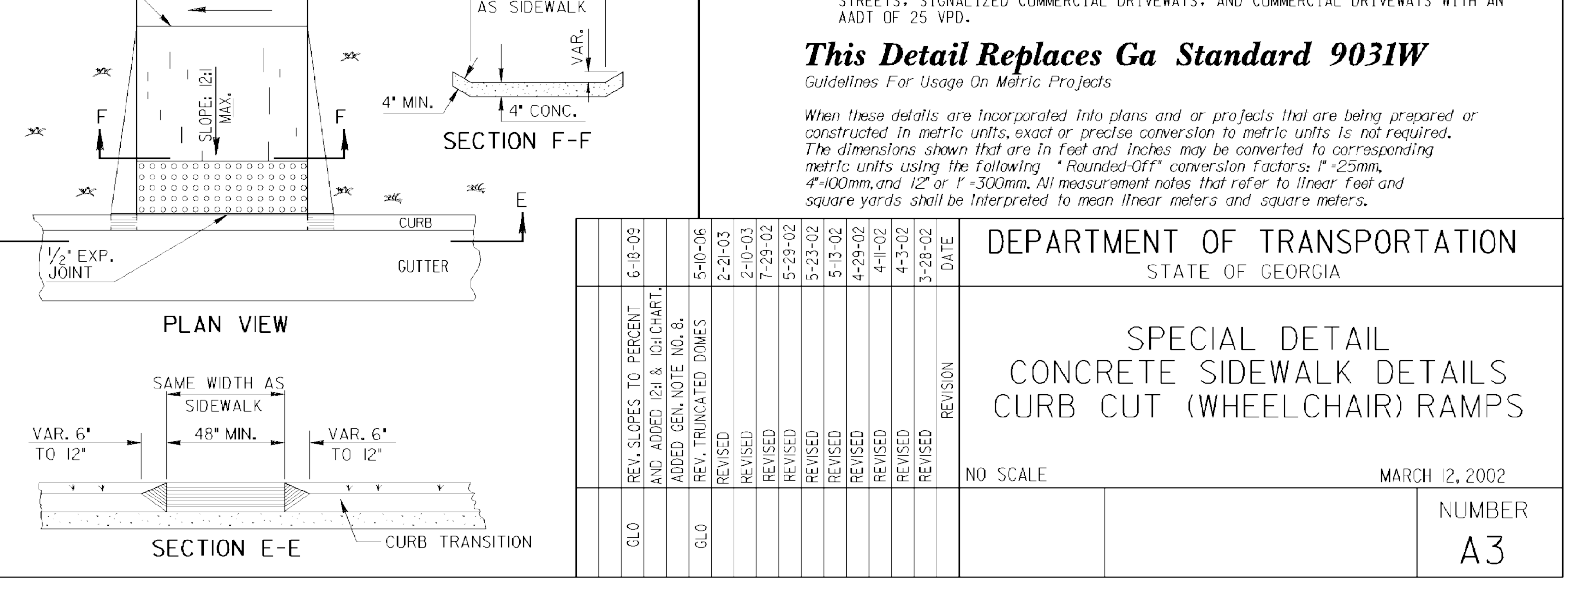 AS SIDEWALK
VAR.
4" MIN.
4" CONC.
SECTION F-F
SLOPE: 12:1
MAX.
F
F
E
CURB
1/2" EXP.
JOINT
GUTTER
PLAN VIEW
SAME WIDTH AS
SIDEWALK
VAR. 6"
TO 12"
48" MIN.
VAR. 6"
TO 12"
SECTION E-E
CURB TRANSITION
STREETS, SIGNALIZED COMMERCIAL DRIVEWAYS, AND COMMERCIAL DRIVEWAYS WITH AN
AADT OF 25 VPD.
This Detail Replaces Ga Standard 9031W
Guidelines For Usage On Metric Projects
When these details are incorporated into plans and or projects that are being prepared or
constructed in metric units, exact or precise conversion to metric units is not required.
The dimensions shown that are in feet and inches may be converted to corresponding
metric units using the following "Rounded-Off" conversion factors: 1"=25mm,
4"=100mm, and 12" or 1'=300mm. All measurement notes that refer to linear feet and
square yards shall be interpreted to mean linear meters and square meters.
GLO REV. SLOPES TO PERCENT 6-18-09
AND ADDED 12:1 & 10:1 CHART.
ADDED GEN. NOTE NO. 8.
GLO REV. TRUNCATED DOMES 5-10-06
REVISED 2-21-03
REVISED 2-10-03
REVISED 7-29-02
REVISED 5-29-02
REVISED 5-23-02
REVISED 5-13-02
REVISED 4-29-02
REVISED 4-11-02
REVISED 4-3-02
REVISED 3-28-02
REVISION DATE
DEPARTMENT OF TRANSPORTATION
STATE OF GEORGIA
SPECIAL DETAIL
CONCRETE SIDEWALK DETAILS
CURB CUT (WHEELCHAIR) RAMPS
NO SCALE
MARCH 12, 2002
NUMBER
A3